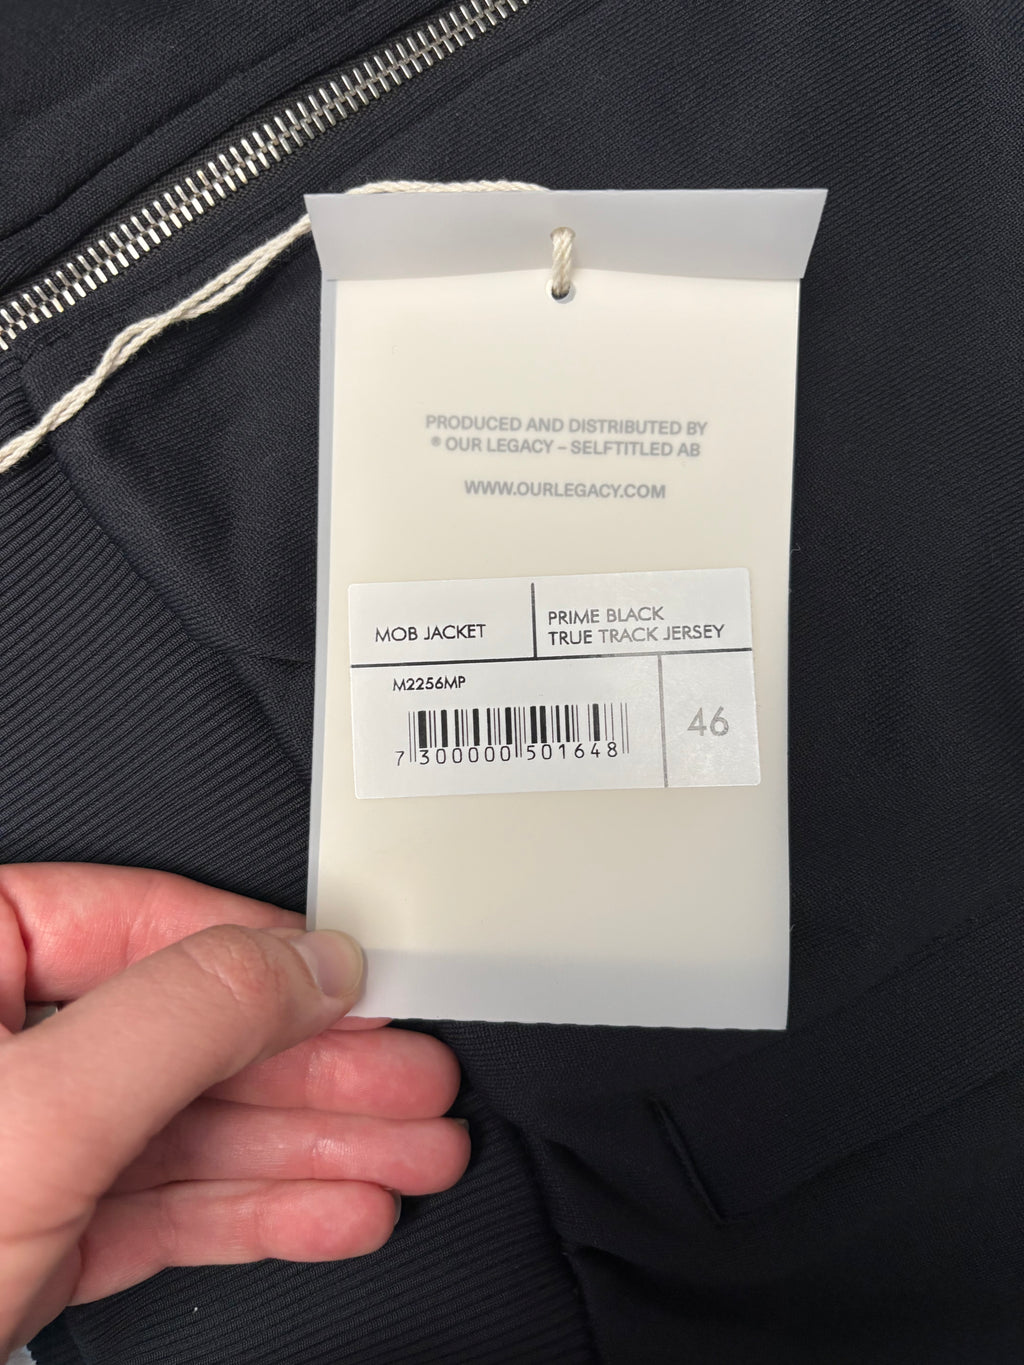 PRODUCED AND DISTRIBUTED BY
® OUR LEGACY – SELFTITLED AB
WWW.OURLEGACY.COM
MOB JACKET
PRIME BLACK
TRUE TRACK JERSEY
M2256MP
46
7 300000 501648